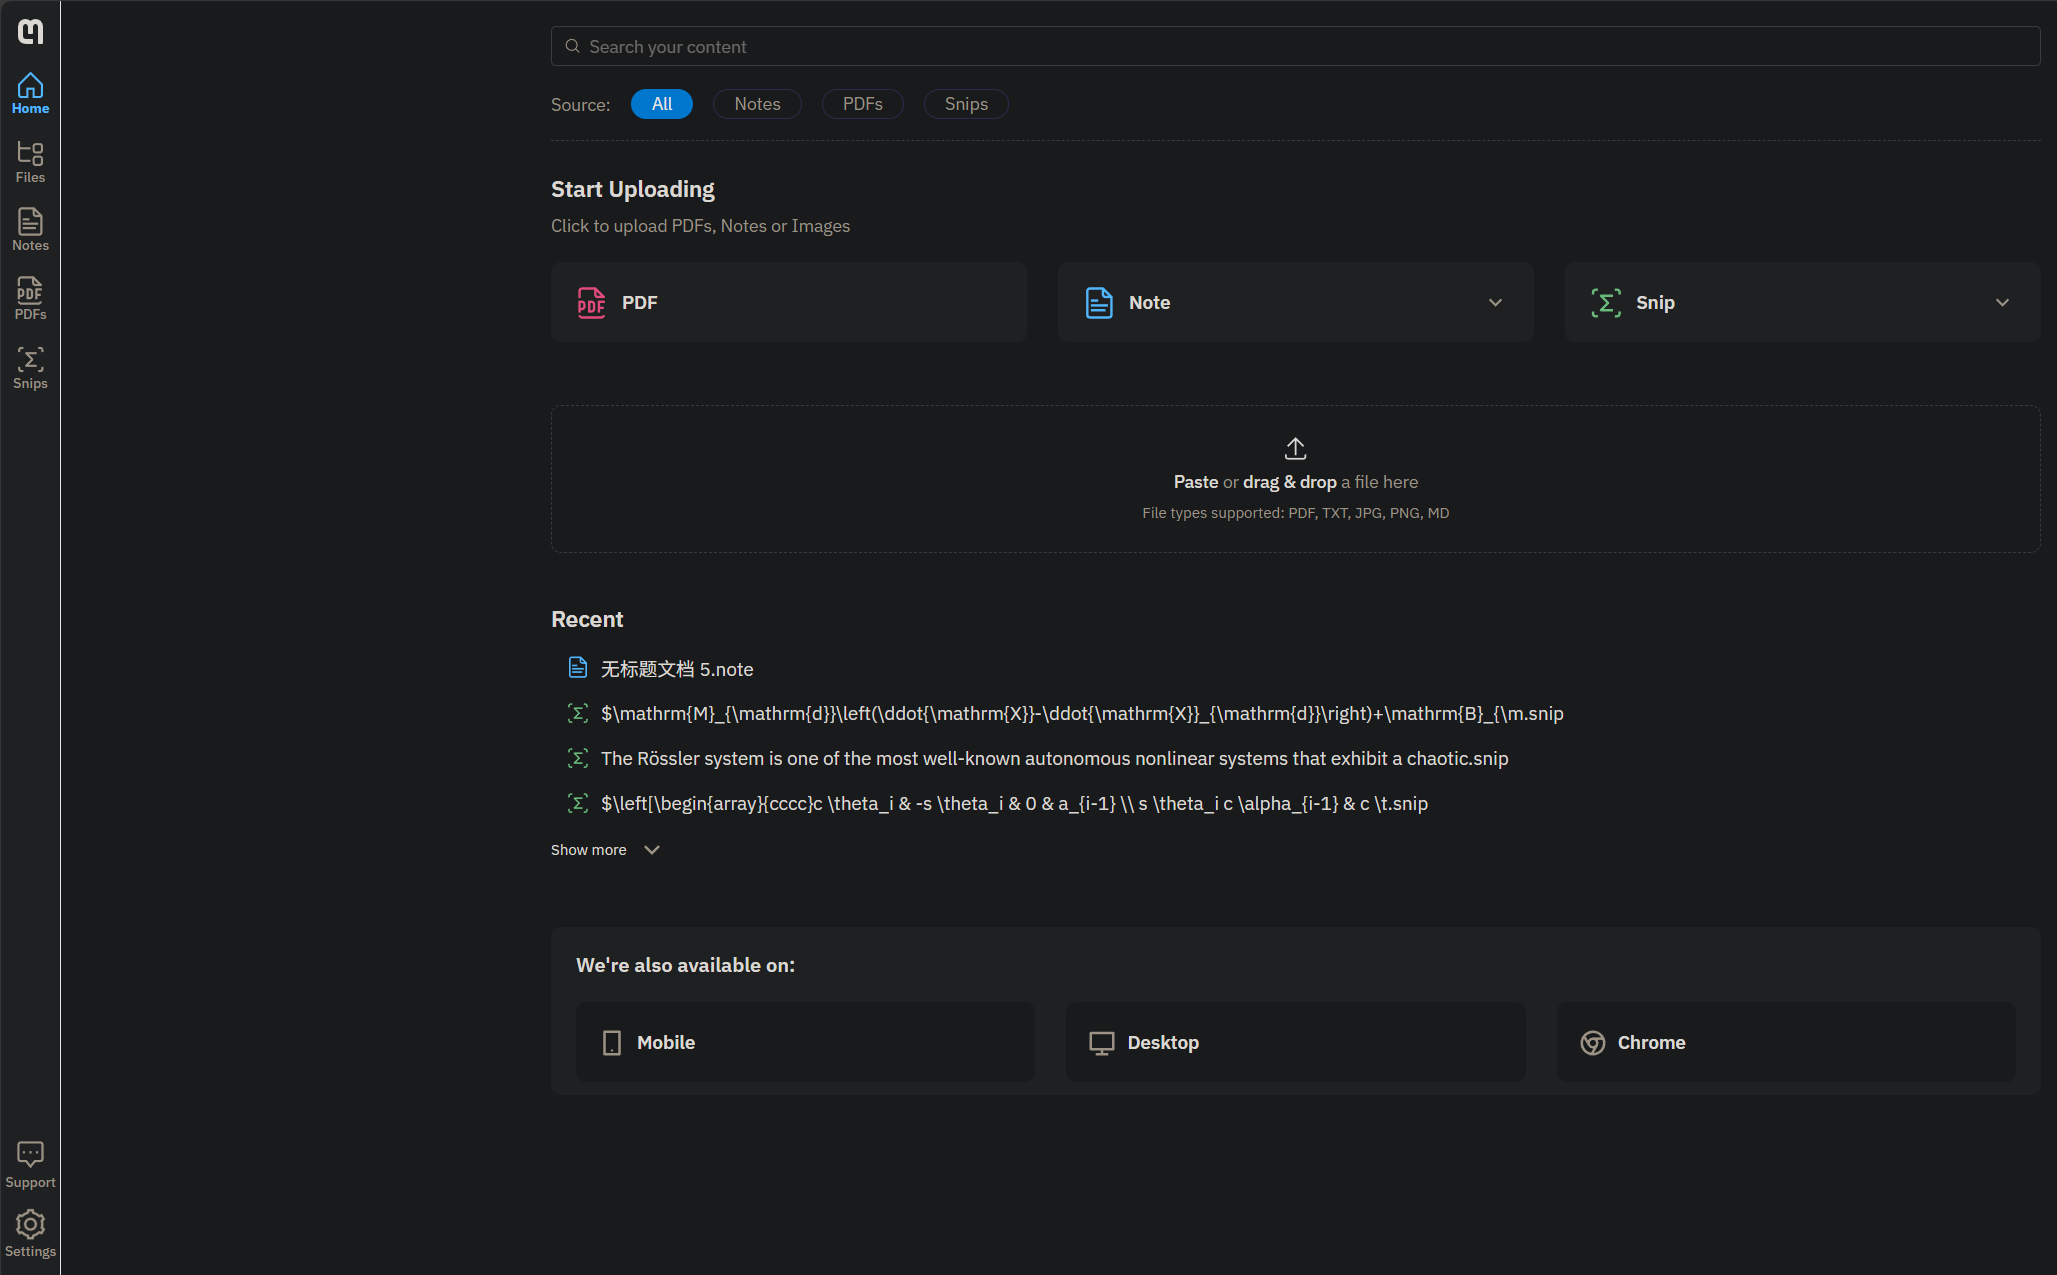 Home
Files
Notes
PDF
PDFs
Snips
Support
Settings
Search your content
Source: All Notes PDFs Snips
Start Uploading
Click to upload PDFs, Notes or Images
PDF PDF
Note
Snip
Paste or drag & drop a file here
File types supported: PDF, TXT, JPG, PNG, MD
Recent
无标题文档 5.note
$\mathrm{M}_{\mathrm{d}}\left(\ddot{\mathrm{X}}-\ddot{\mathrm{X}}_{\mathrm{d}}\right)+\mathrm{B}_{\m.snip
The Rössler system is one of the most well-known autonomous nonlinear systems that exhibit a chaotic.snip
$\left[\begin{array}{cccc}c \theta_i & -s \theta_i & 0 & a_{i-1} \\ s \theta_i c \alpha_{i-1} & c \t.snip
Show more
We're also available on:
Mobile
Desktop
Chrome